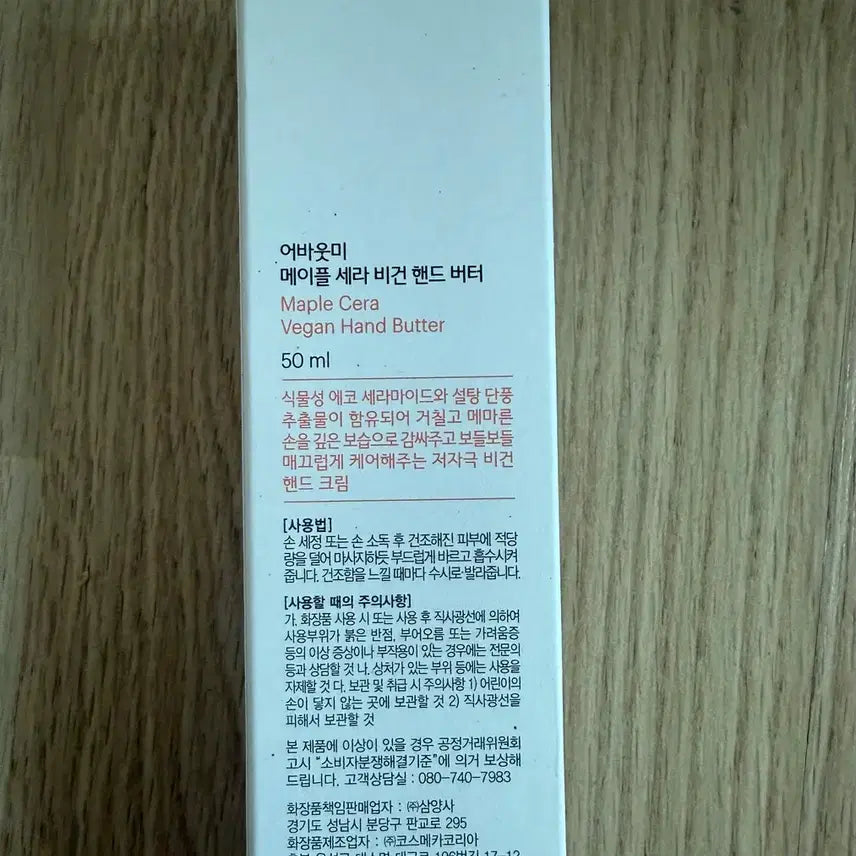 어바웃미
메이플 세라 비건 핸드 버터
Maple Cera
Vegan Hand Butter
50 ml
식물성 에코 세라마이드와 설탕 단풍
추출물이 함유되어 거칠고 메마른
손을 깊은 보습으로 감싸주고 보들보들
매끄럽게 케어해주는 저자극 비건
핸드 크림
[사용법]
손 세정 또는 손 소독 후 건조해진 피부에 적당
량을 덜어 마사지하듯 부드럽게 바르고 흡수시켜
줍니다. 건조함을 느낄 때마다 수시로 발라줍니다.
[사용할 때의 주의사항]
가. 화장품 사용 시 또는 사용 후 직사광선에 의하여
사용부위가 붉은 반점, 부어오름 또는 가려움증
등의 이상 증상이나 부작용이 있는 경우에는 전문의
등과 상담할 것 나. 상처가 있는 부위 등에는 사용을
자제할 것 다. 보관 및 취급 시 주의사항 1) 어린이의
손이 닿지 않는 곳에 보관할 것 2) 직사광선을
피해서 보관할 것
본 제품에 이상이 있을 경우 공정거래위원회
고시 "소비자분쟁해결기준"에 의거 보상해
드립니다. 고객상담실 : 080-740-7983
화장품책임판매업자 : ㈜삼양사
경기도 성남시 분당구 판교로 295
화장품제조업자 : ㈜코스메카코리아